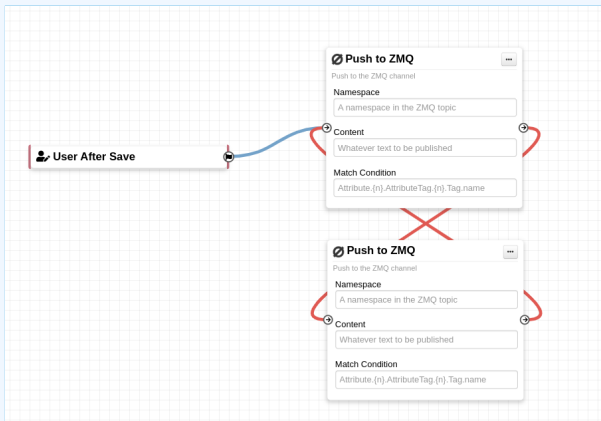 Push to ZMQ
Push to the ZMQ channel
Namespace
A namespace in the ZMQ topic
Content
Whatever text to be published
Match Condition
Attribute.{n}.AttributeTag.{n}.Tag.name
User After Save
Push to ZMQ
Push to the ZMQ channel
Namespace
A namespace in the ZMQ topic
Content
Whatever text to be published
Match Condition
Attribute.{n}.AttributeTag.{n}.Tag.name